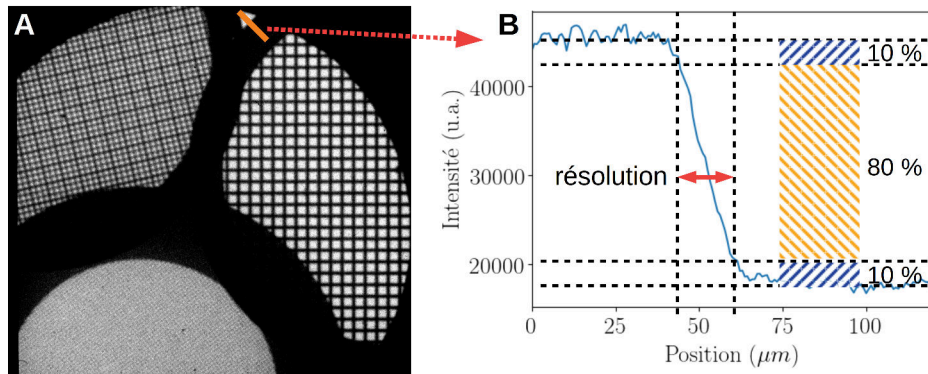 A
B
10 %
40000
Intensité (u.a.)
résolution
30000
80 %
20000
10 %
0
25
50
75
100
Position (μm)